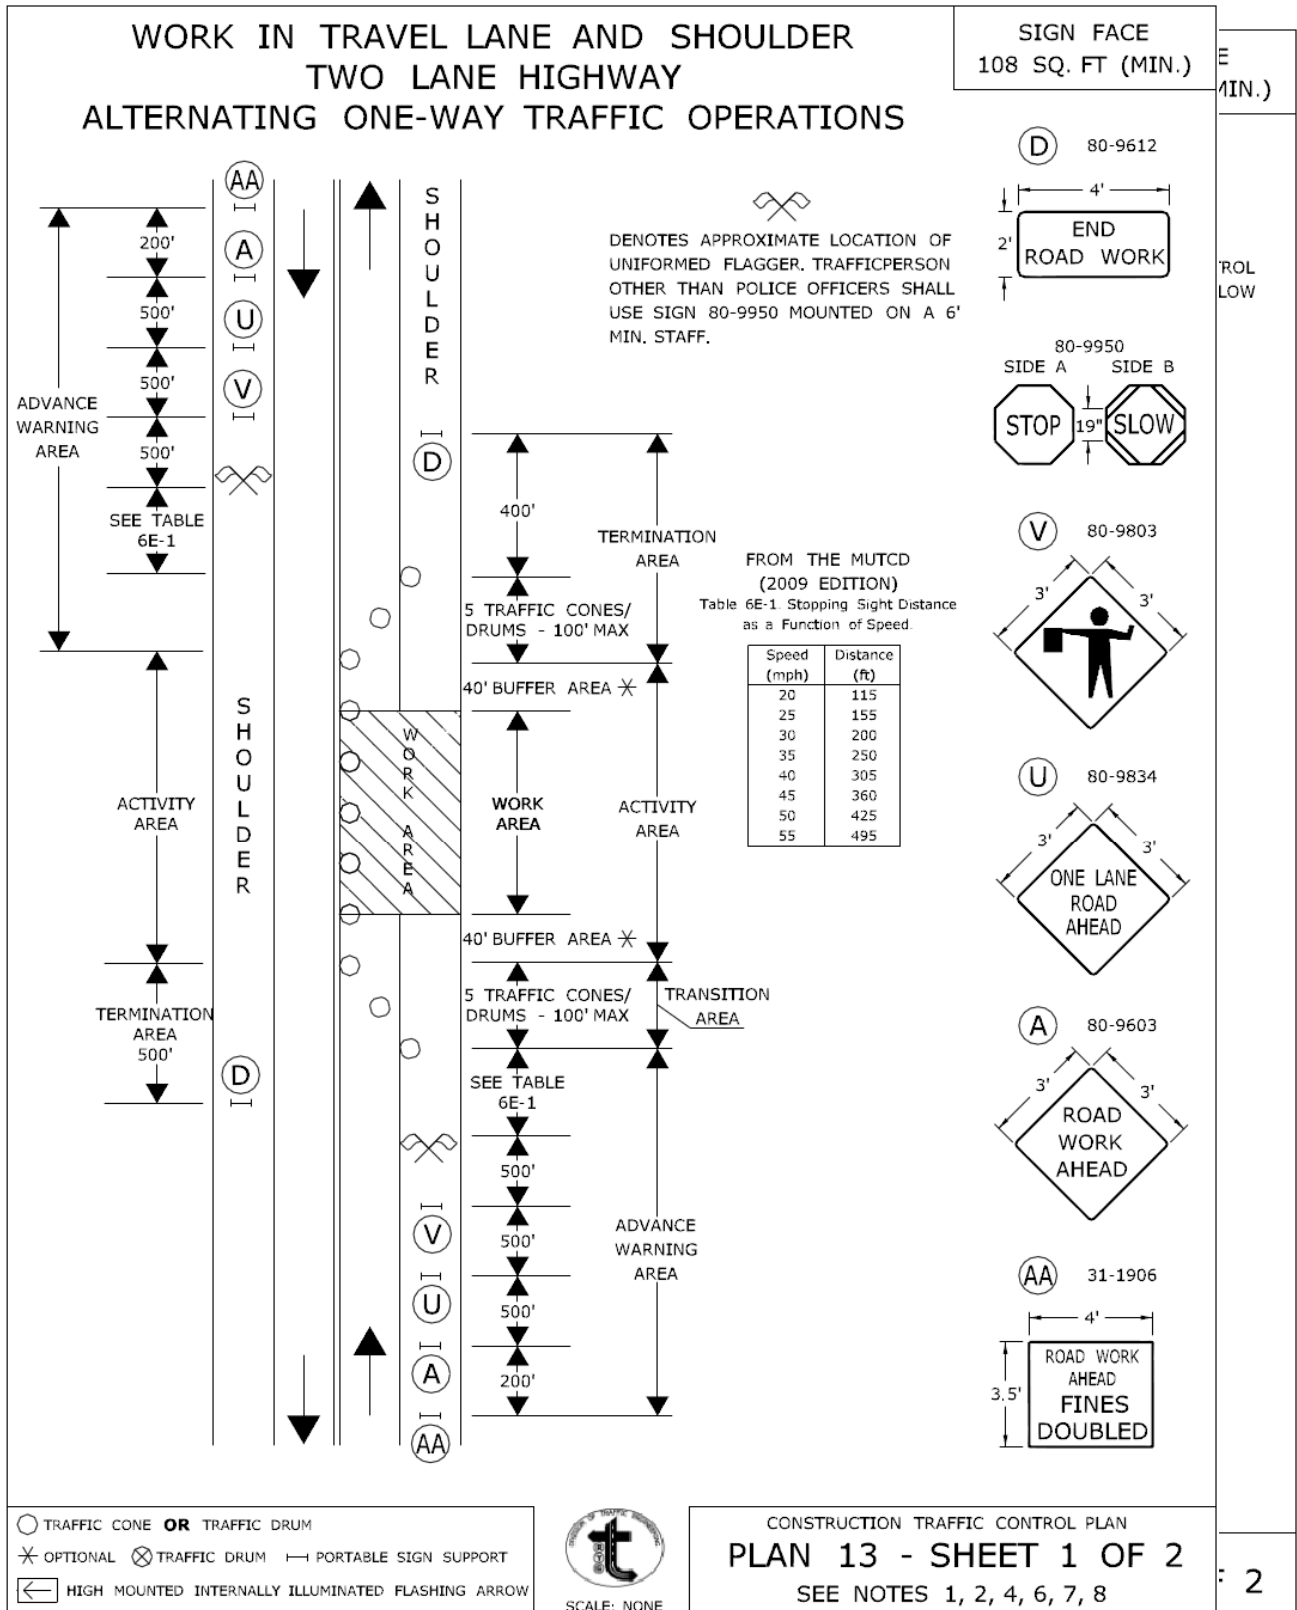 WORK IN TRAVEL LANE AND SHOULDER
TWO LANE HIGHWAY
ALTERNATING ONE-WAY TRAFFIC OPERATIONS
SIGN FACE
108 SQ. FT (MIN.)
E
MIN.)
ROL
LOW
AA
A
U
V
200'
500'
500'
500'
SEE TABLE
6E-1
ADVANCE
WARNING
AREA
SHOULDER
ACTIVITY
AREA
TERMINATION
AREA
500'
D
SHOULDER
D
400'
TERMINATION
AREA
5 TRAFFIC CONES/
DRUMS - 100' MAX
40' BUFFER AREA *
WORK AREA
WORK
AREA
ACTIVITY
AREA
40' BUFFER AREA *
5 TRAFFIC CONES/
DRUMS - 100' MAX
TRANSITION
AREA
SEE TABLE
6E-1
500'
500'
500'
200'
ADVANCE
WARNING
AREA
V
U
A
AA
DENOTES APPROXIMATE LOCATION OF
UNIFORMED FLAGGER. TRAFFICPERSON
OTHER THAN POLICE OFFICERS SHALL
USE SIGN 80-9950 MOUNTED ON A 6'
MIN. STAFF.
FROM THE MUTCD
(2009 EDITION)
Table 6E-1. Stopping Sight Distance
as a Function of Speed.
Speed Distance
(mph) (ft)
20 115
25 155
30 200
35 250
40 305
45 360
50 425
55 495
D 80-9612
4'
2'
END
ROAD WORK
80-9950
SIDE A SIDE B
STOP 19" SLOW
V 80-9803
3' 3'
U 80-9834
3' 3'
ONE LANE
ROAD
AHEAD
A 80-9603
3' 3'
ROAD
WORK
AHEAD
AA 31-1906
4'
3.5'
ROAD WORK
AHEAD
FINES
DOUBLED
TRAFFIC CONE OR TRAFFIC DRUM
* OPTIONAL TRAFFIC DRUM PORTABLE SIGN SUPPORT
HIGH MOUNTED INTERNALLY ILLUMINATED FLASHING ARROW
SCALE: NONE
CONSTRUCTION TRAFFIC CONTROL PLAN
PLAN 13 - SHEET 1 OF 2
SEE NOTES 1, 2, 4, 6, 7, 8
F 2